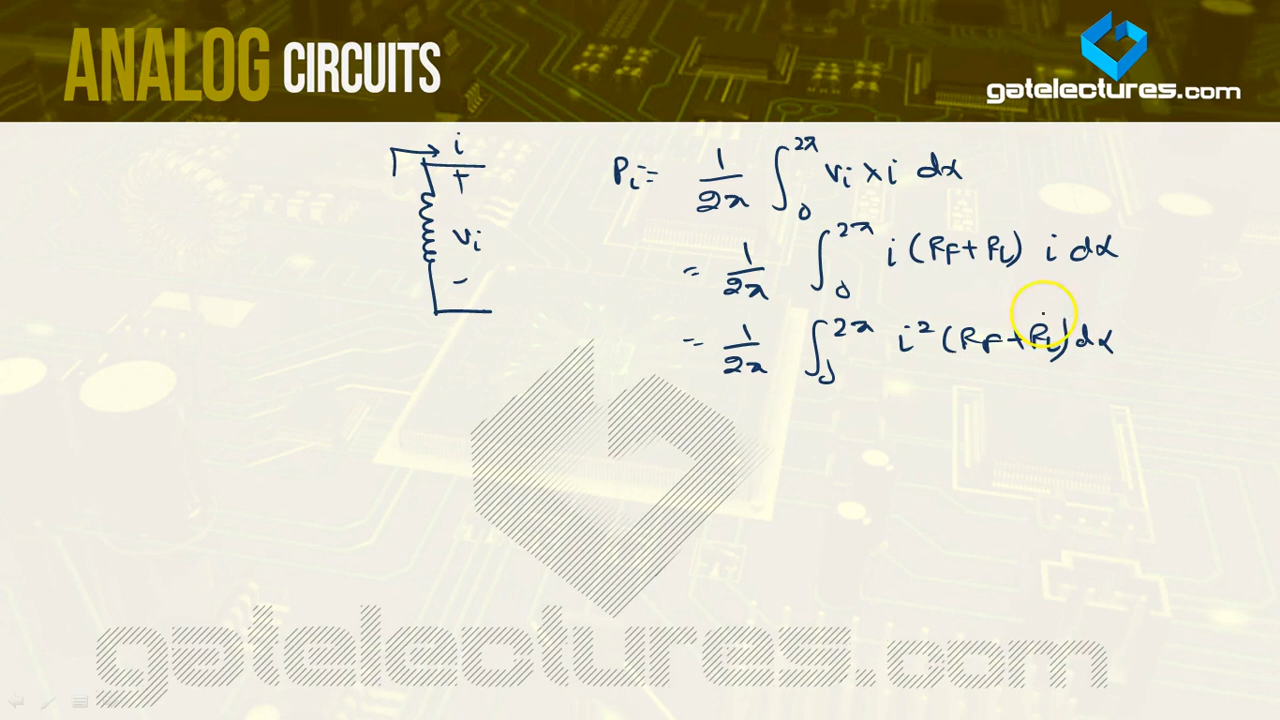 ANALOG CIRCUITS
gatelectures.com
i
+
vi
-
Pi = 1/2π ∫₀^2π vi × i dα
= 1/2π ∫₀^2π i (RF + RL) i dα
= 1/2π ∫₀^2π i² (RF + RL) dα
gatelectures.com